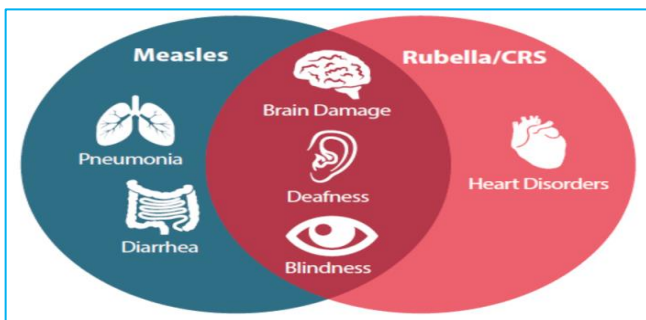 Measles
Rubella/CRS
Brain Damage
Pneumonia
Deafness
Heart Disorders
Diarrhea
Blindness